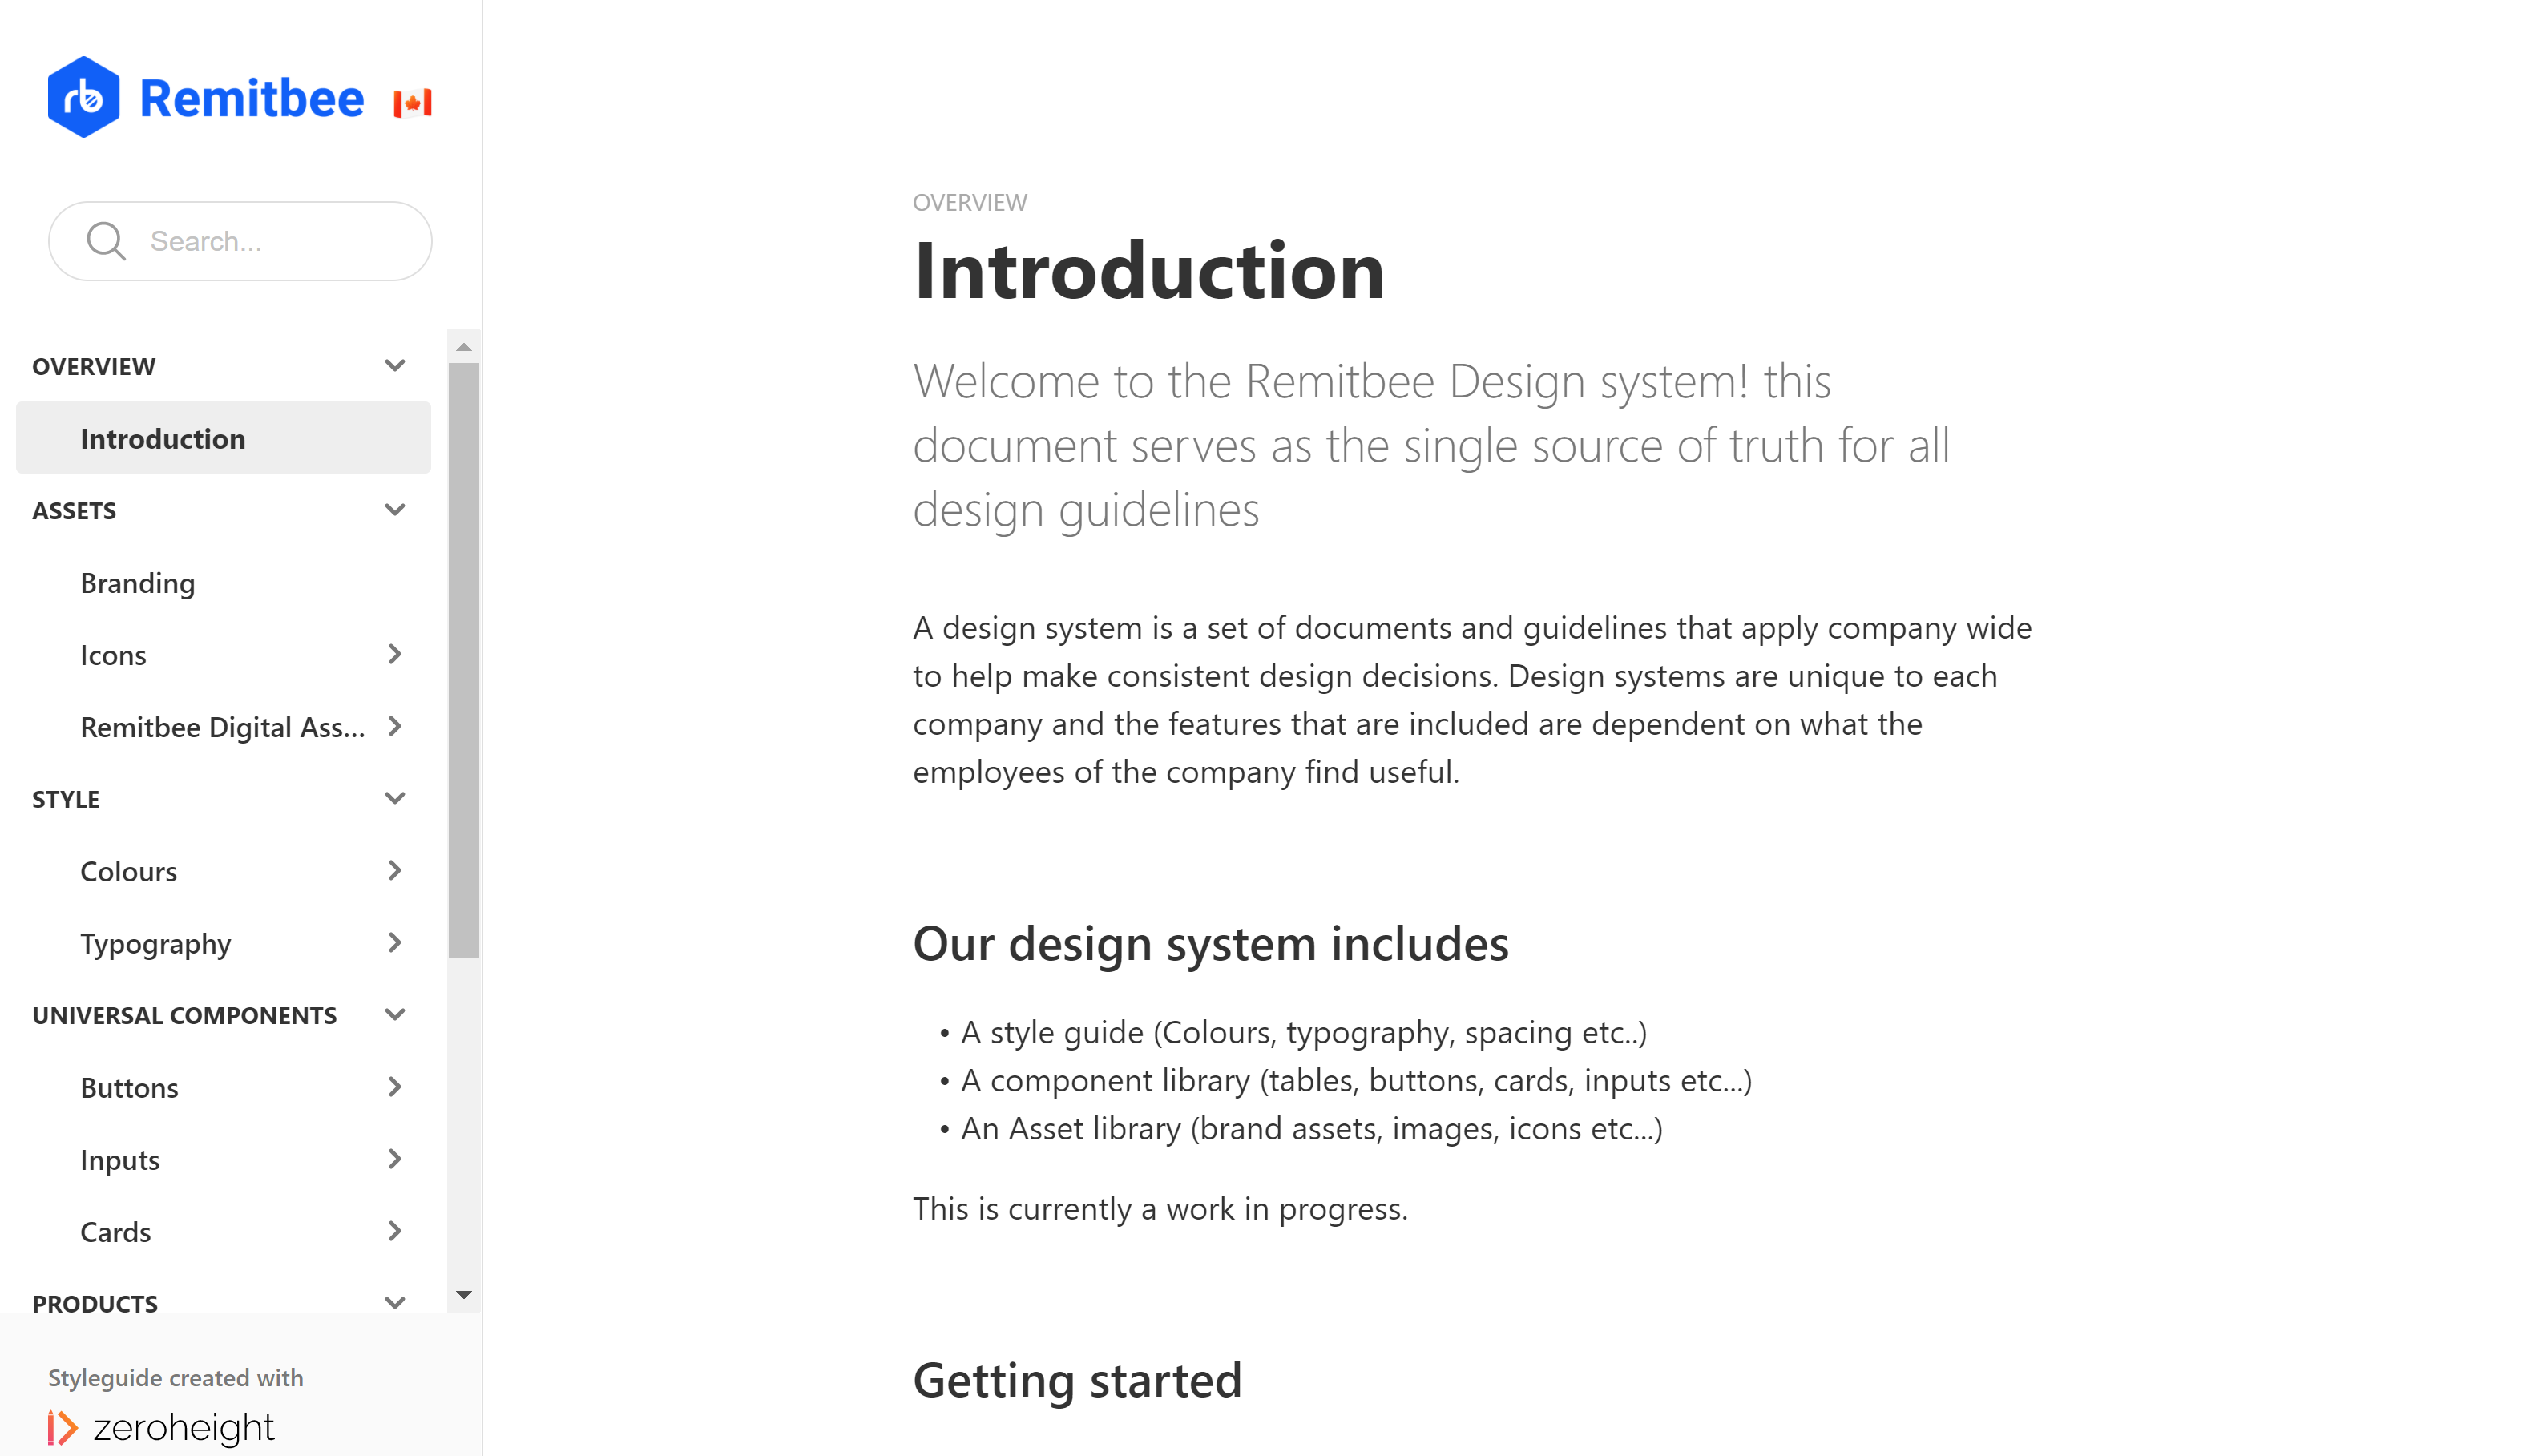 rb Remitbee
Search...
OVERVIEW
Introduction
ASSETS
Branding
Icons
Remitbee Digital Ass...
STYLE
Colours
Typography
UNIVERSAL COMPONENTS
Buttons
Inputs
Cards
PRODUCTS
Styleguide created with
zeroheight
OVERVIEW
Introduction
Welcome to the Remitbee Design system! this
document serves as the single source of truth for all
design guidelines
A design system is a set of documents and guidelines that apply company wide
to help make consistent design decisions. Design systems are unique to each
company and the features that are included are dependent on what the
employees of the company find useful.
Our design system includes
• A style guide (Colours, typography, spacing etc..)
• A component library (tables, buttons, cards, inputs etc...)
• An Asset library (brand assets, images, icons etc...)
This is currently a work in progress.
Getting started